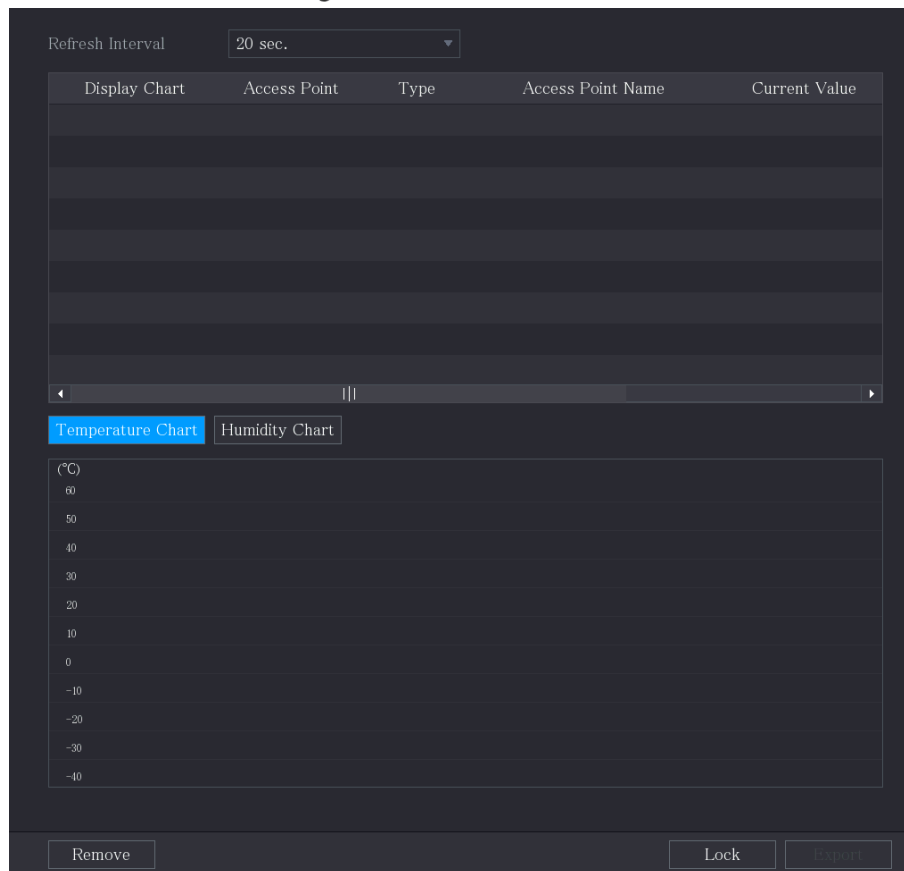 Refresh Interval 20 sec.
Display Chart Access Point Type Access Point Name Current Value
Temperature Chart Humidity Chart
(°C)
60
50
40
30
20
10
0
-10
-20
-30
-40
Remove Lock Export